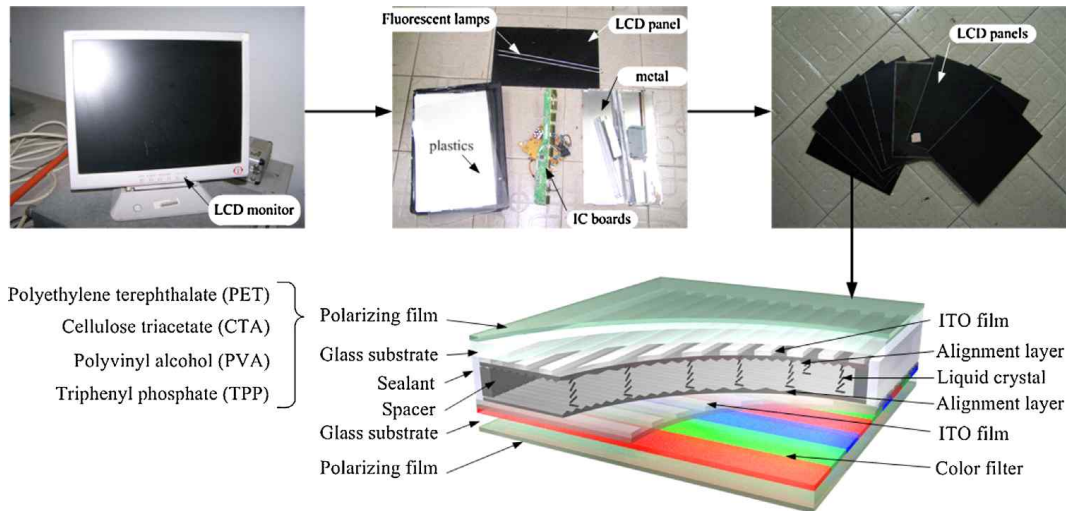 Fluorescent lamps
LCD panel
metal
plastics
IC boards
LCD monitor
LCD panels
Polyethylene terephthalate (PET)
Cellulose triacetate (CTA)
Polyvinyl alcohol (PVA)
Triphenyl phosphate (TPP)
Polarizing film
Glass substrate
Sealant
Spacer
Glass substrate
Polarizing film
ITO film
Alignment layer
Liquid crystal
Alignment layer
ITO film
Color filter